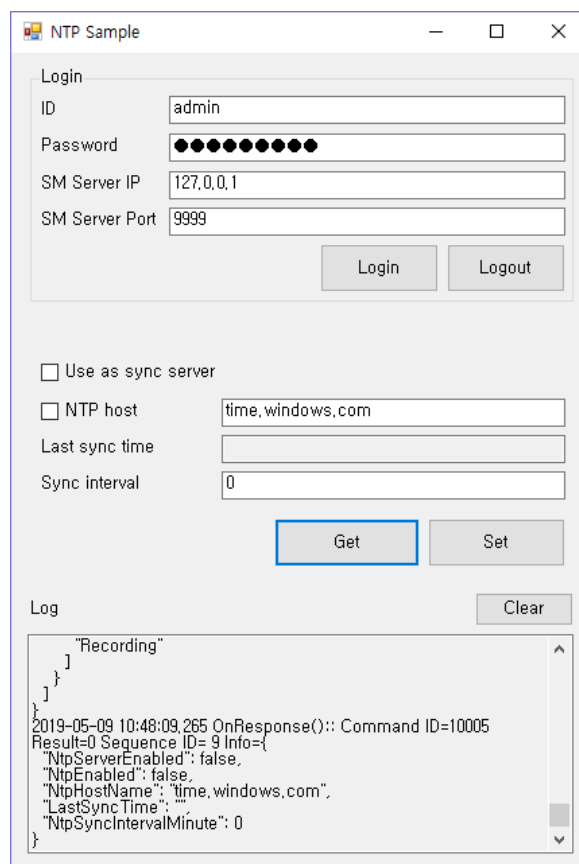 NTP Sample
Login
ID
admin
Password
●●●●●●●●●
SM Server IP
127.0.0.1
SM Server Port
9999
Login
Logout
Use as sync server
NTP host
time.windows.com
Last sync time
Sync interval
0
Get
Set
Log
Clear
"Recording"
]
}
]
}
2019-05-09 10:48:09.265 OnResponse():: Command ID=10005
Result=0 Sequence ID= 9 Info={
"NtpServerEnabled": false,
"NtpEnabled": false,
"NtpHostName": "time.windows.com",
"LastSyncTime": "",
"NtpSyncIntervalMinute": 0
}